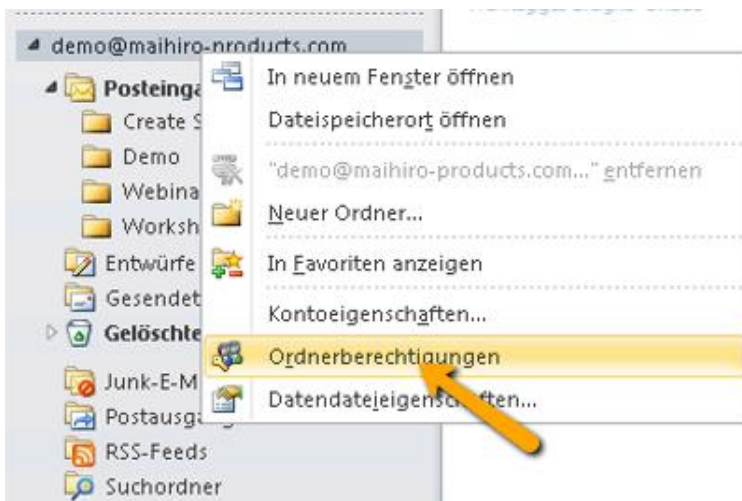 demo@maihiro-products.com
In neuem Fenster öffnen
Dateispeicherort öffnen
"demo@maihiro-products.com..." entfernen
Neuer Ordner...
In Favoriten anzeigen
Kontoeigenschaften...
Ordnerberechtigungen
Datendateieigenschaften...
Posteinga
Create S
Demo
Webina
Worksh
Entwürfe
Gesendet
Gelöschte
Junk-E-M
Postausga
RSS-Feeds
Suchordner